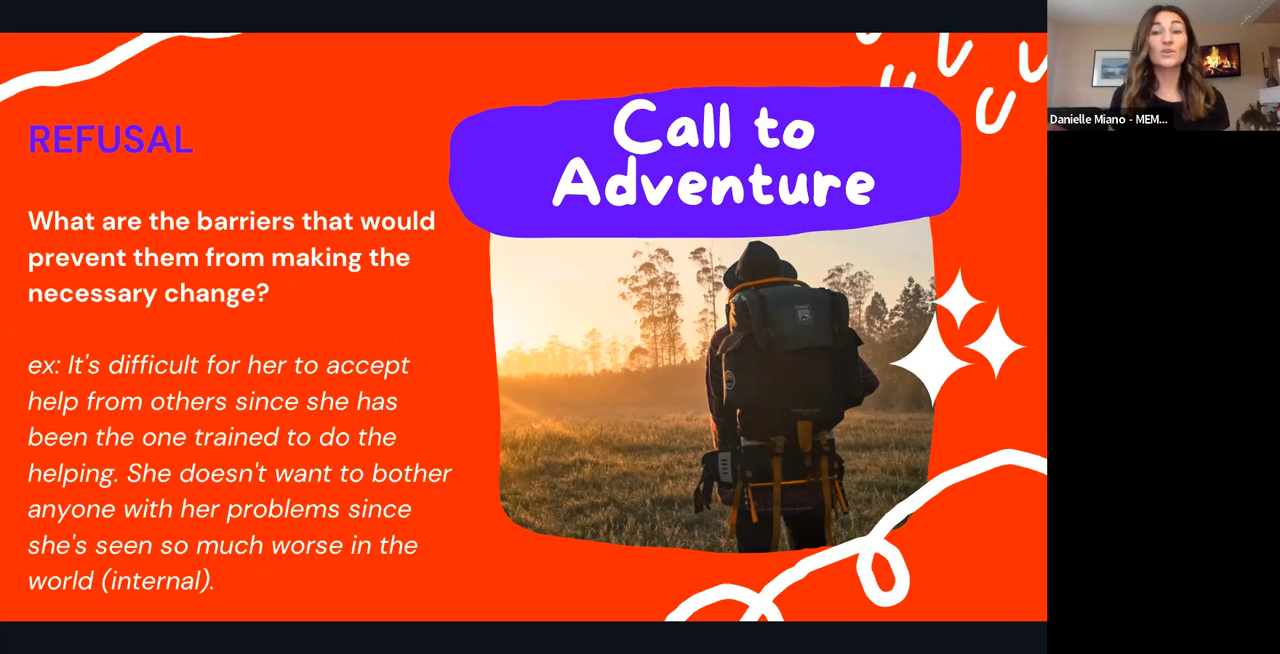 REFUSAL
What are the barriers that would
prevent them from making the
necessary change?
ex: It's difficult for her to accept
help from others since she has
been the one trained to do the
helping. She doesn't want to bother
anyone with her problems since
she's seen so much worse in the
world (internal).
Call to
Adventure
Danielle Miano - MEM...